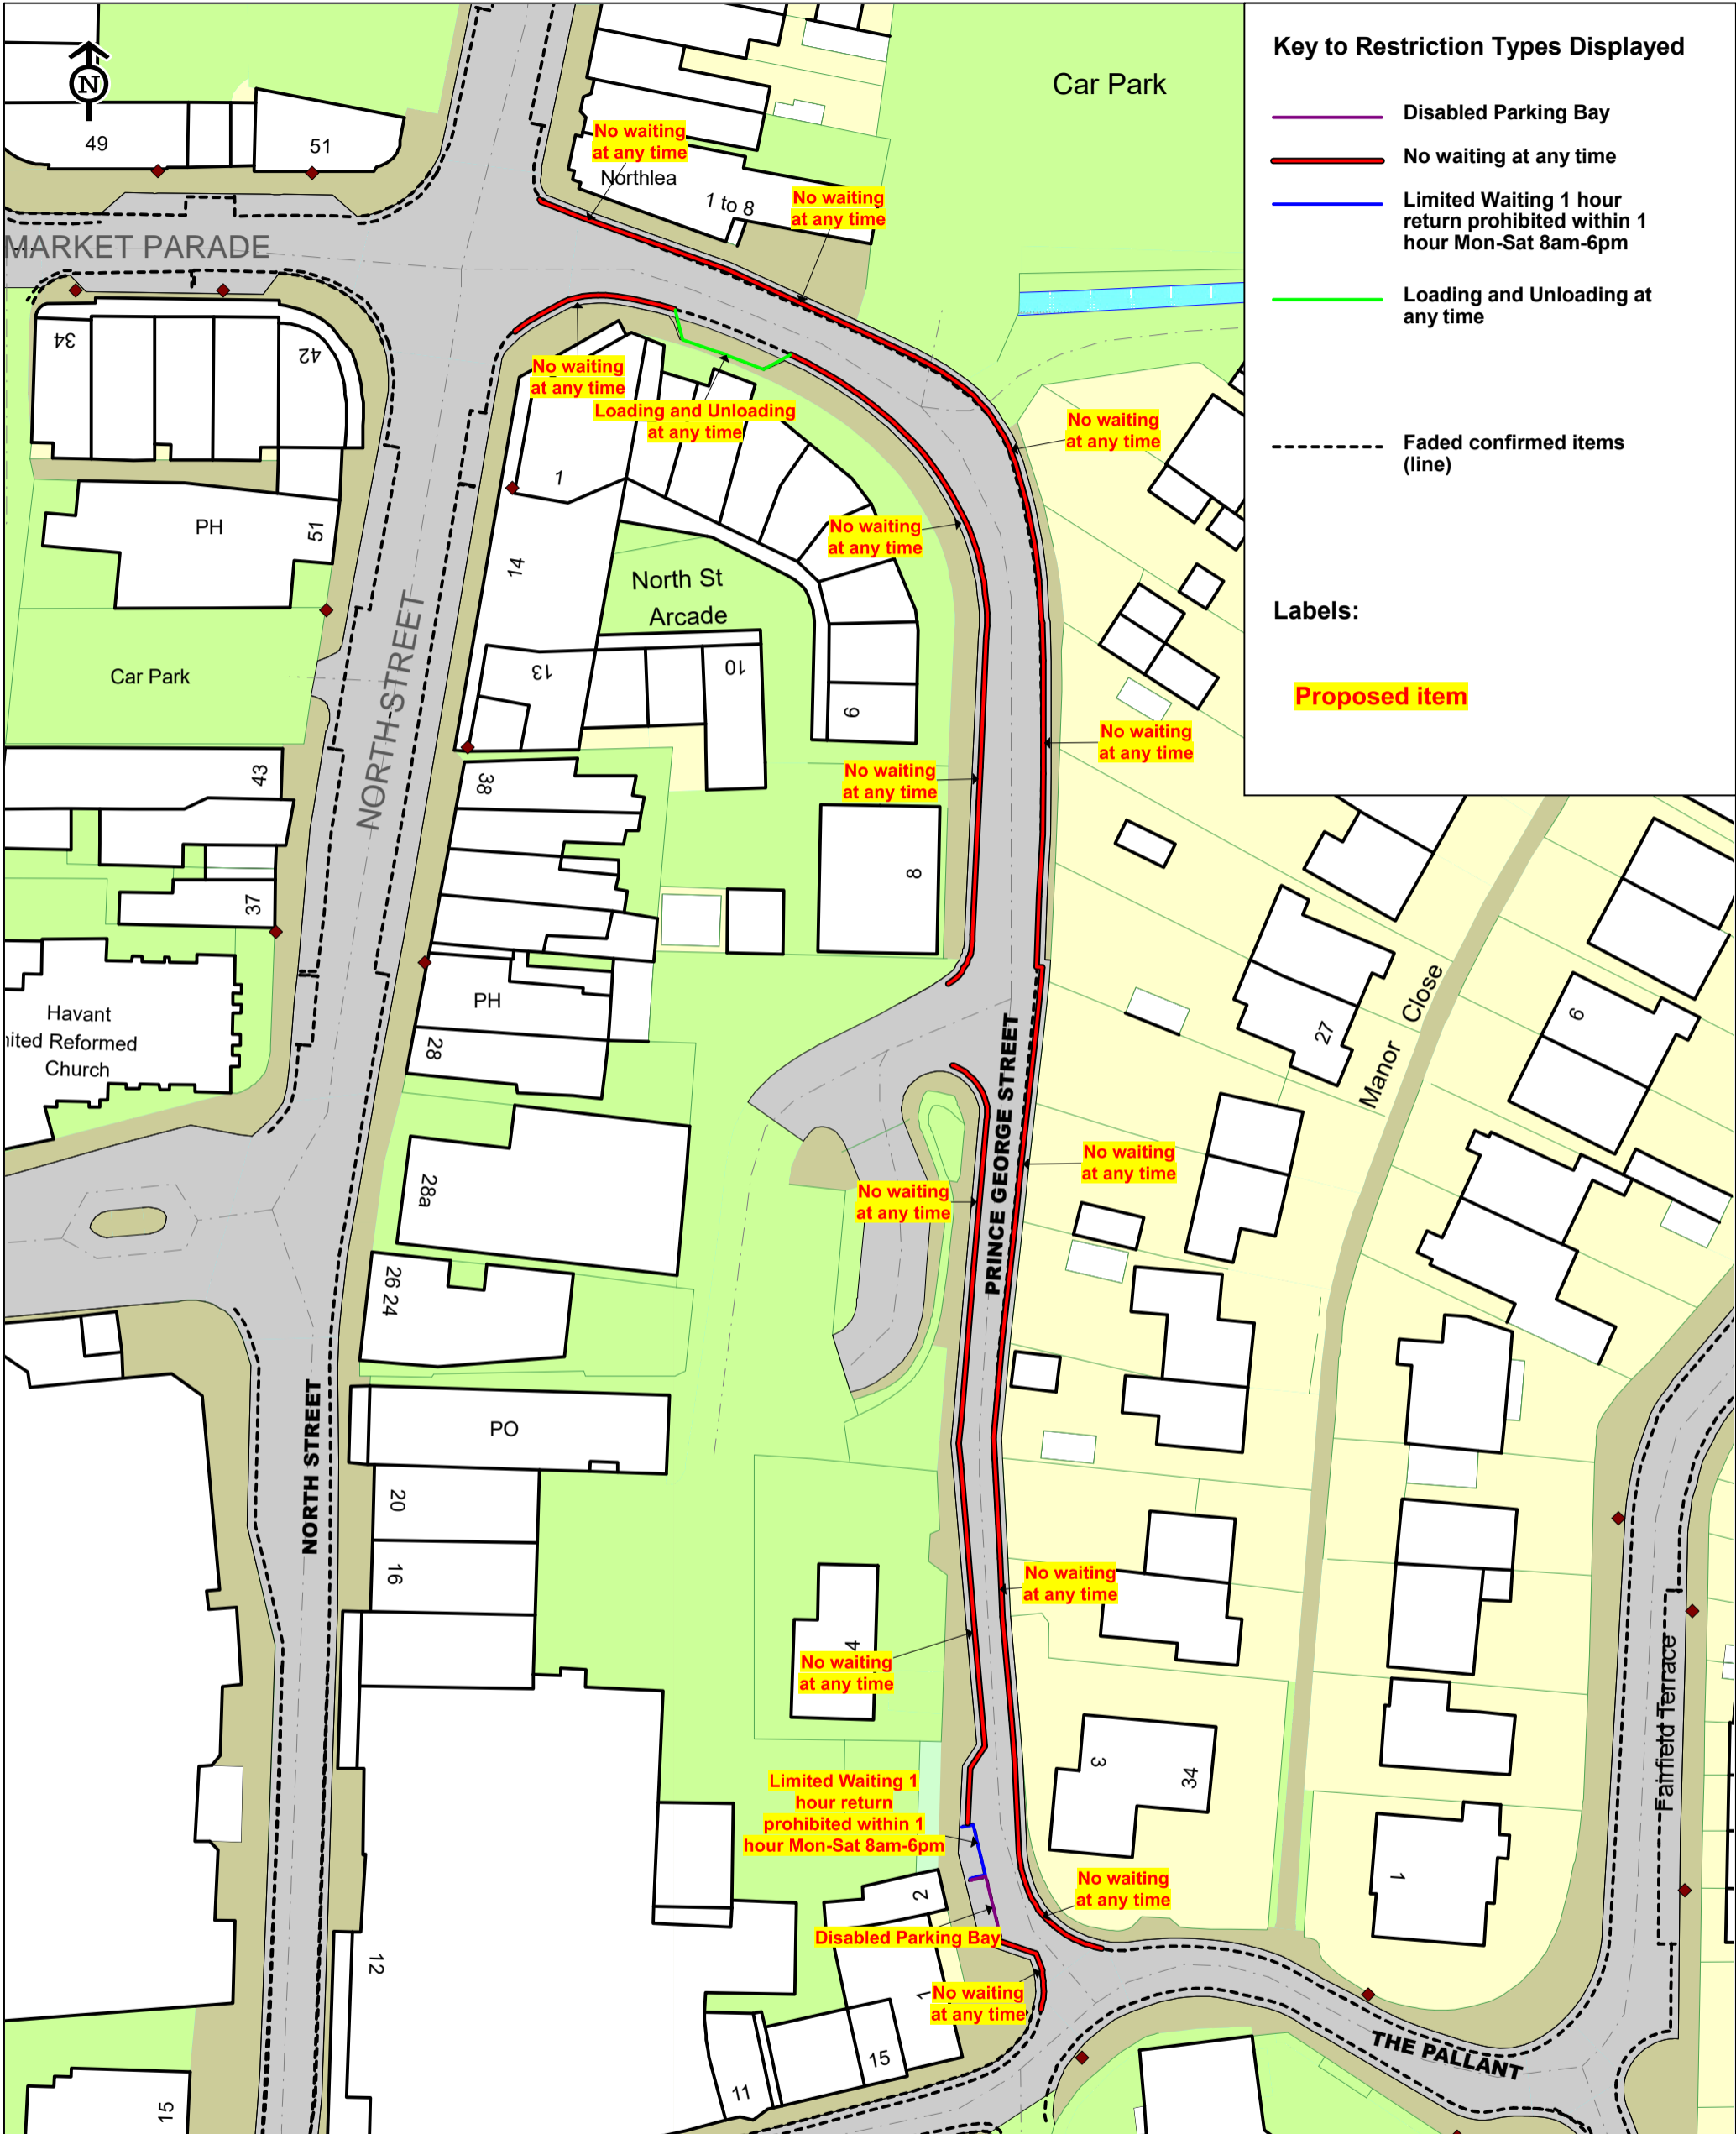 Key to Restriction Types Displayed
Disabled Parking Bay
No waiting at any time
Limited Waiting 1 hour
return prohibited within 1
hour Mon-Sat 8am-6pm
Loading and Unloading at
any time
Faded confirmed items
(line)
Labels:
Proposed item
N
Car Park
49
51
No waiting
at any time
Northlea
1 to 8
No waiting
at any time
MARKET PARADE
34
42
No waiting
at any time
Loading and Unloading
at any time
No waiting
at any time
1
PH
51
14
No waiting
at any time
North St
Arcade
NORTH STREET
Car Park
13
10
9
No waiting
at any time
No waiting
at any time
43
38
8
37
Havant
nited Reformed
Church
PH
28
PRINCE GEORGE STREET
27
Manor Close
6
No waiting
at any time
No waiting
at any time
28a
26 24
NORTH STREET
PO
20
16
No waiting
at any time
4
No waiting
at any time
Fairfield Terrace
3
34
Limited Waiting 1
hour return
prohibited within 1
hour Mon-Sat 8am-6pm
1
2
No waiting
at any time
Disabled Parking Bay
12
No waiting
at any time
1
15
11
THE PALLANT
15